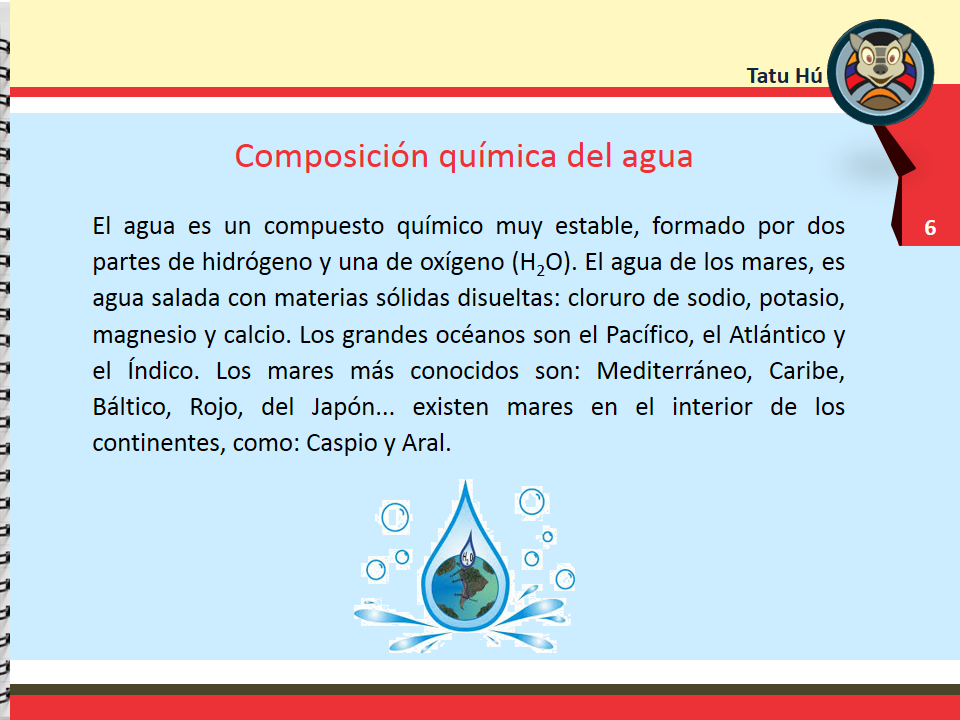 Tatu Hú
6
Composición química del agua
El agua es un compuesto químico muy estable, formado por dos
partes de hidrógeno y una de oxígeno (H₂O). El agua de los mares, es
agua salada con materias sólidas disueltas: cloruro de sodio, potasio,
magnesio y calcio. Los grandes océanos son el Pacífico, el Atlántico y
el Índico. Los mares más conocidos son: Mediterráneo, Caribe,
Báltico, Rojo, del Japón... existen mares en el interior de los
continentes, como: Caspio y Aral.
H₂O